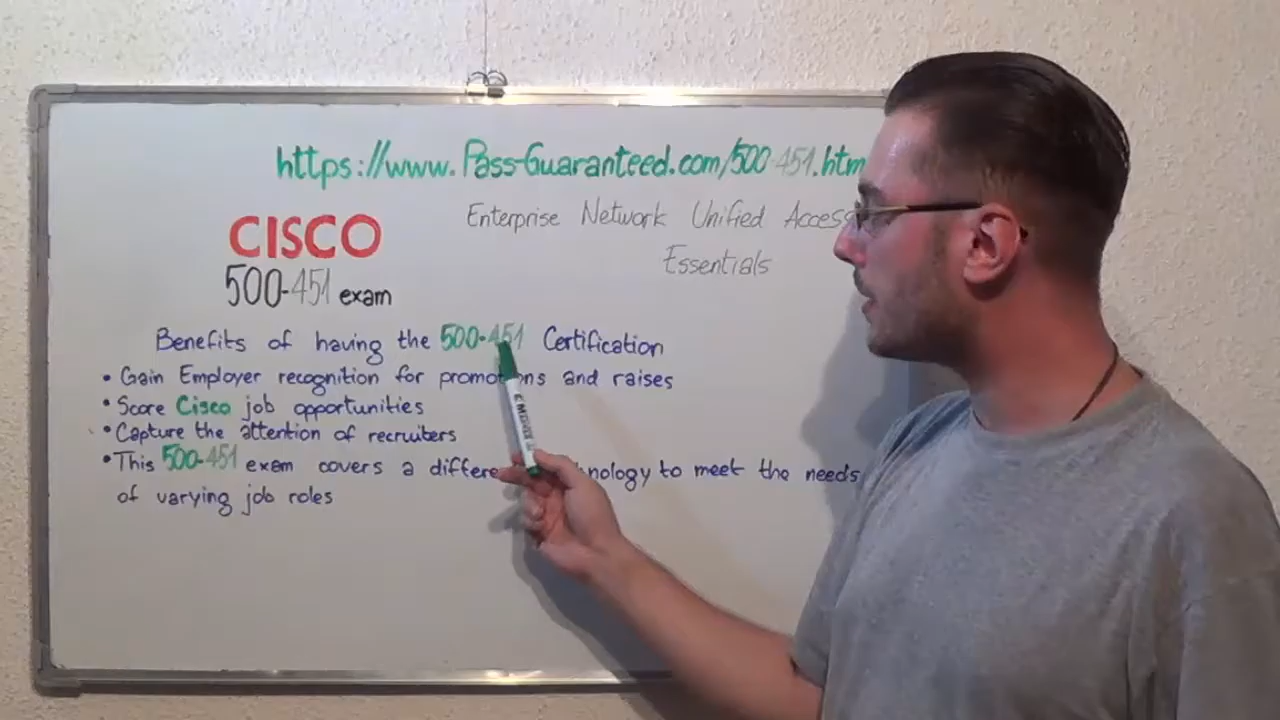 https://www.Pass-Guaranteed.com/500-451.htm
CISCO
Enterprise Network Unified Access
Essentials
500-451 exam
Benefits of having the 500-451 Certification
• Gain Employer recognition for promotions and raises
• Score Cisco job opportunities
• Capture the attention of recruiters
• This 500-451 exam covers a differe nology to meet the needs
of varying job roles